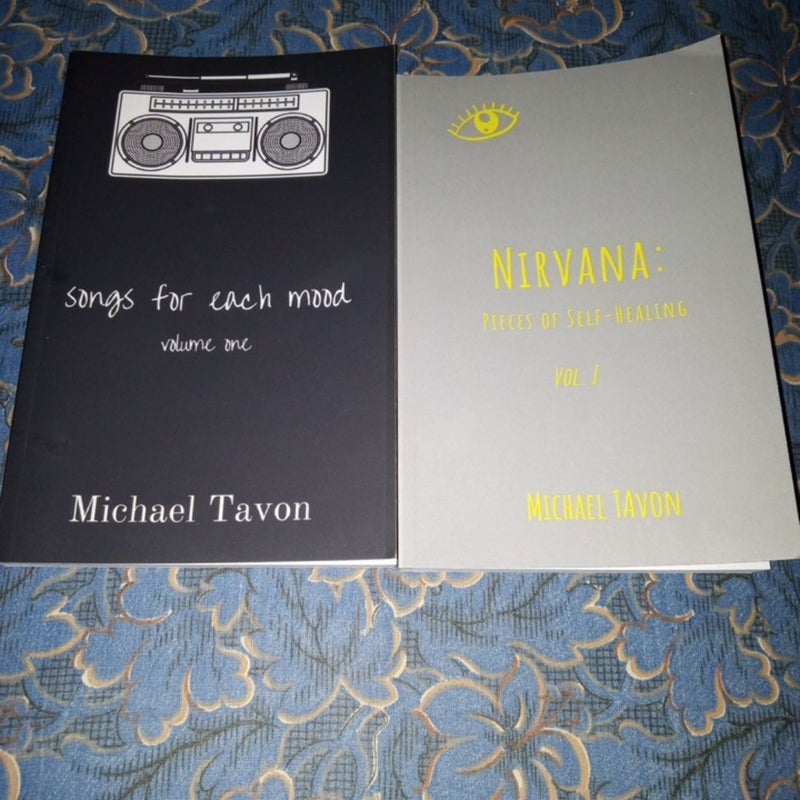 songs for each mood
volume one
Michael Tavon
NIRVANA:
PIECES OF SELF-HEALING
VOL. I
MICHAEL TAVON